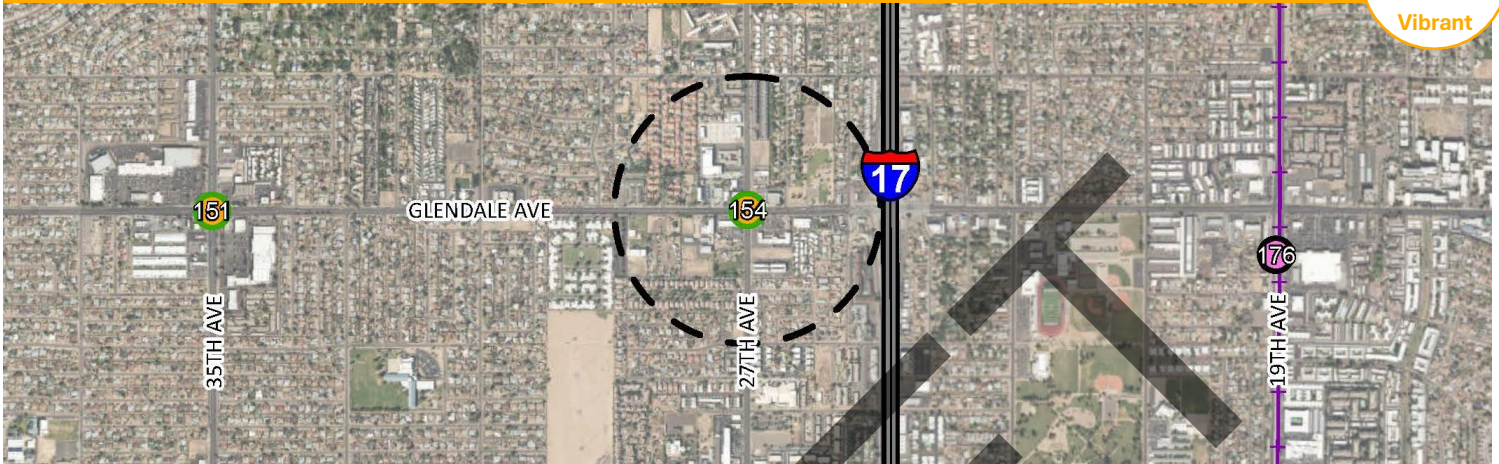 Vibrant
17
151
GLENDALE AVE
154
176
35TH AVE
27TH AVE
19TH AVE